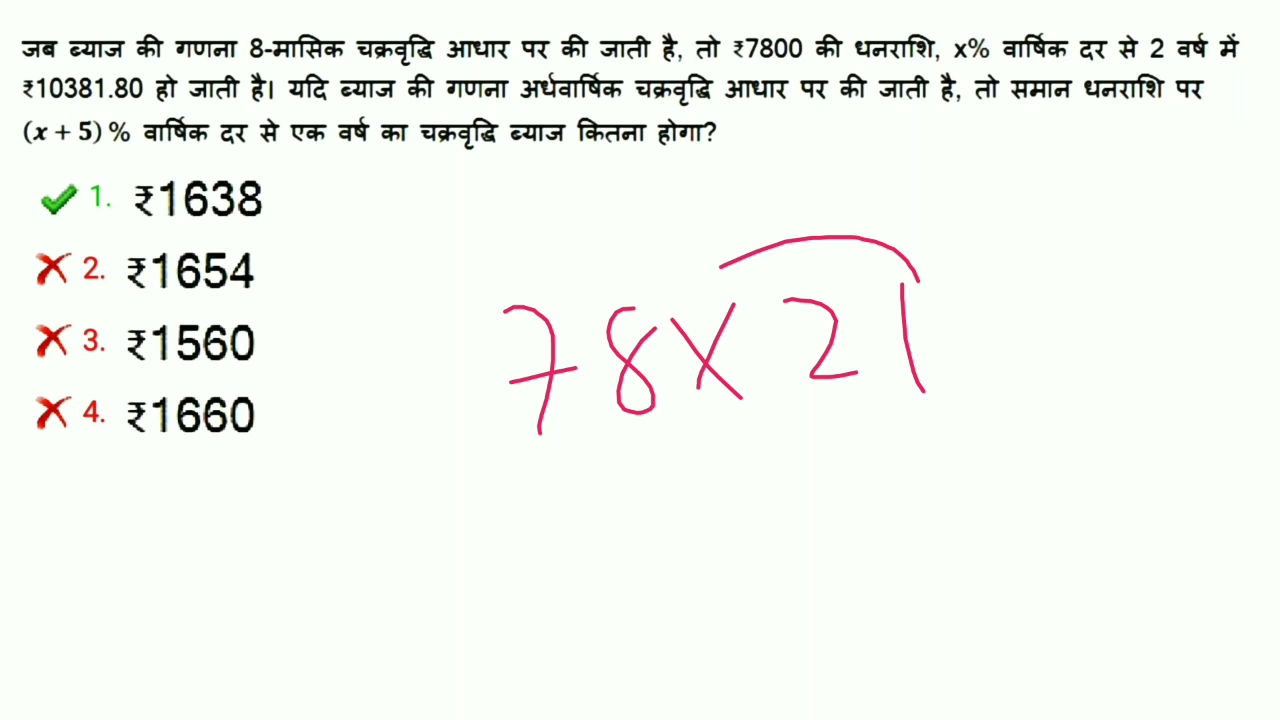 जब ब्याज की गणना 8-मासिक चक्रवृद्धि आधार पर की जाती है, तो ₹7800 की धनराशि, x% वार्षिक दर से 2 वर्ष में
₹10381.80 हो जाती है। यदि ब्याज की गणना अर्धवार्षिक चक्रवृद्धि आधार पर की जाती है, तो समान धनराशि पर
(x + 5) % वार्षिक दर से एक वर्ष का चक्रवृद्धि ब्याज कितना होगा?
1. ₹1638
2. ₹1654
3. ₹1560
4. ₹1660
78×21